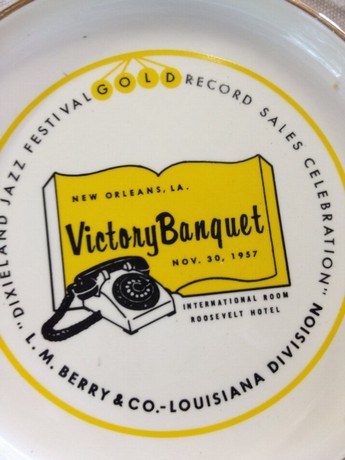 "DIXIELAND JAZZ FESTIVAL GOLD RECORD SALES CELEBRATION"
NEW ORLEANS, LA.
Victory Banquet
NOV. 30, 1957
INTERNATIONAL ROOM
ROOSEVELT HOTEL
L. M. BERRY & CO.-LOUISIANA DIVISION